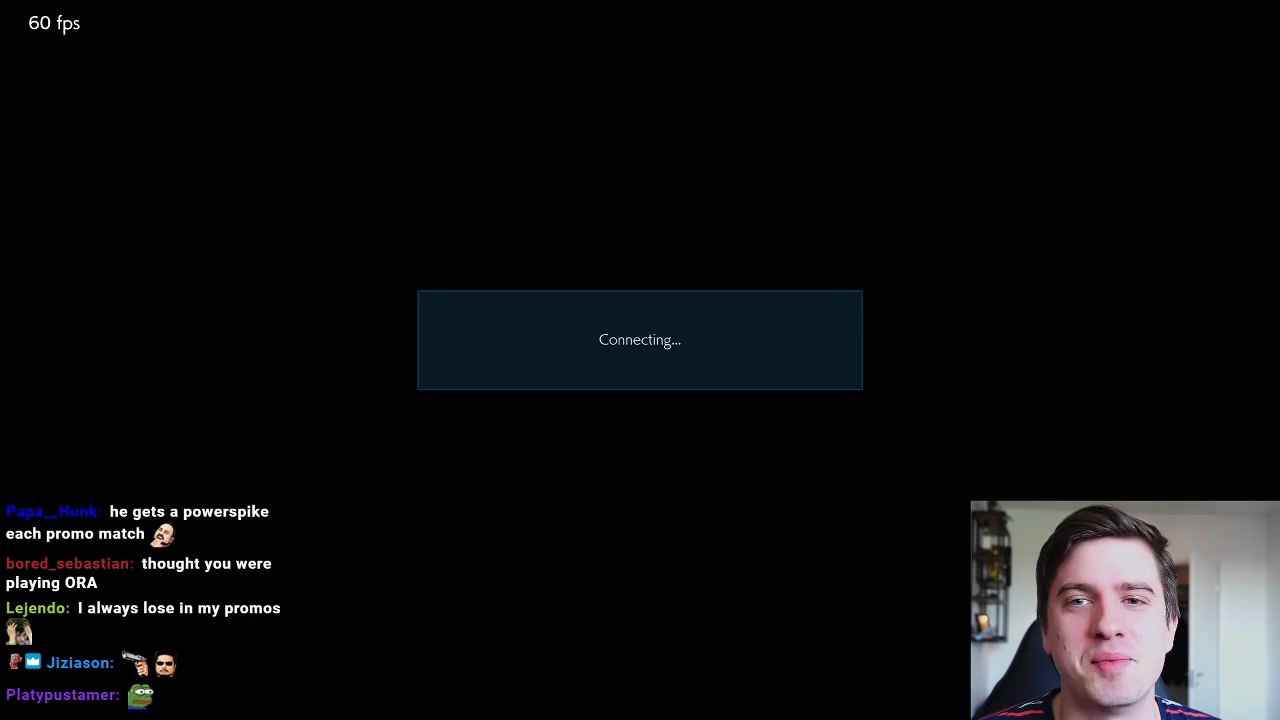 60 fps
Connecting...
Papa__Hunk: he gets a powerspike
each promo match
bored_sebastian: thought you were
playing ORA
Lejendo: I always lose in my promos
Jiziason:
Platypustamer: